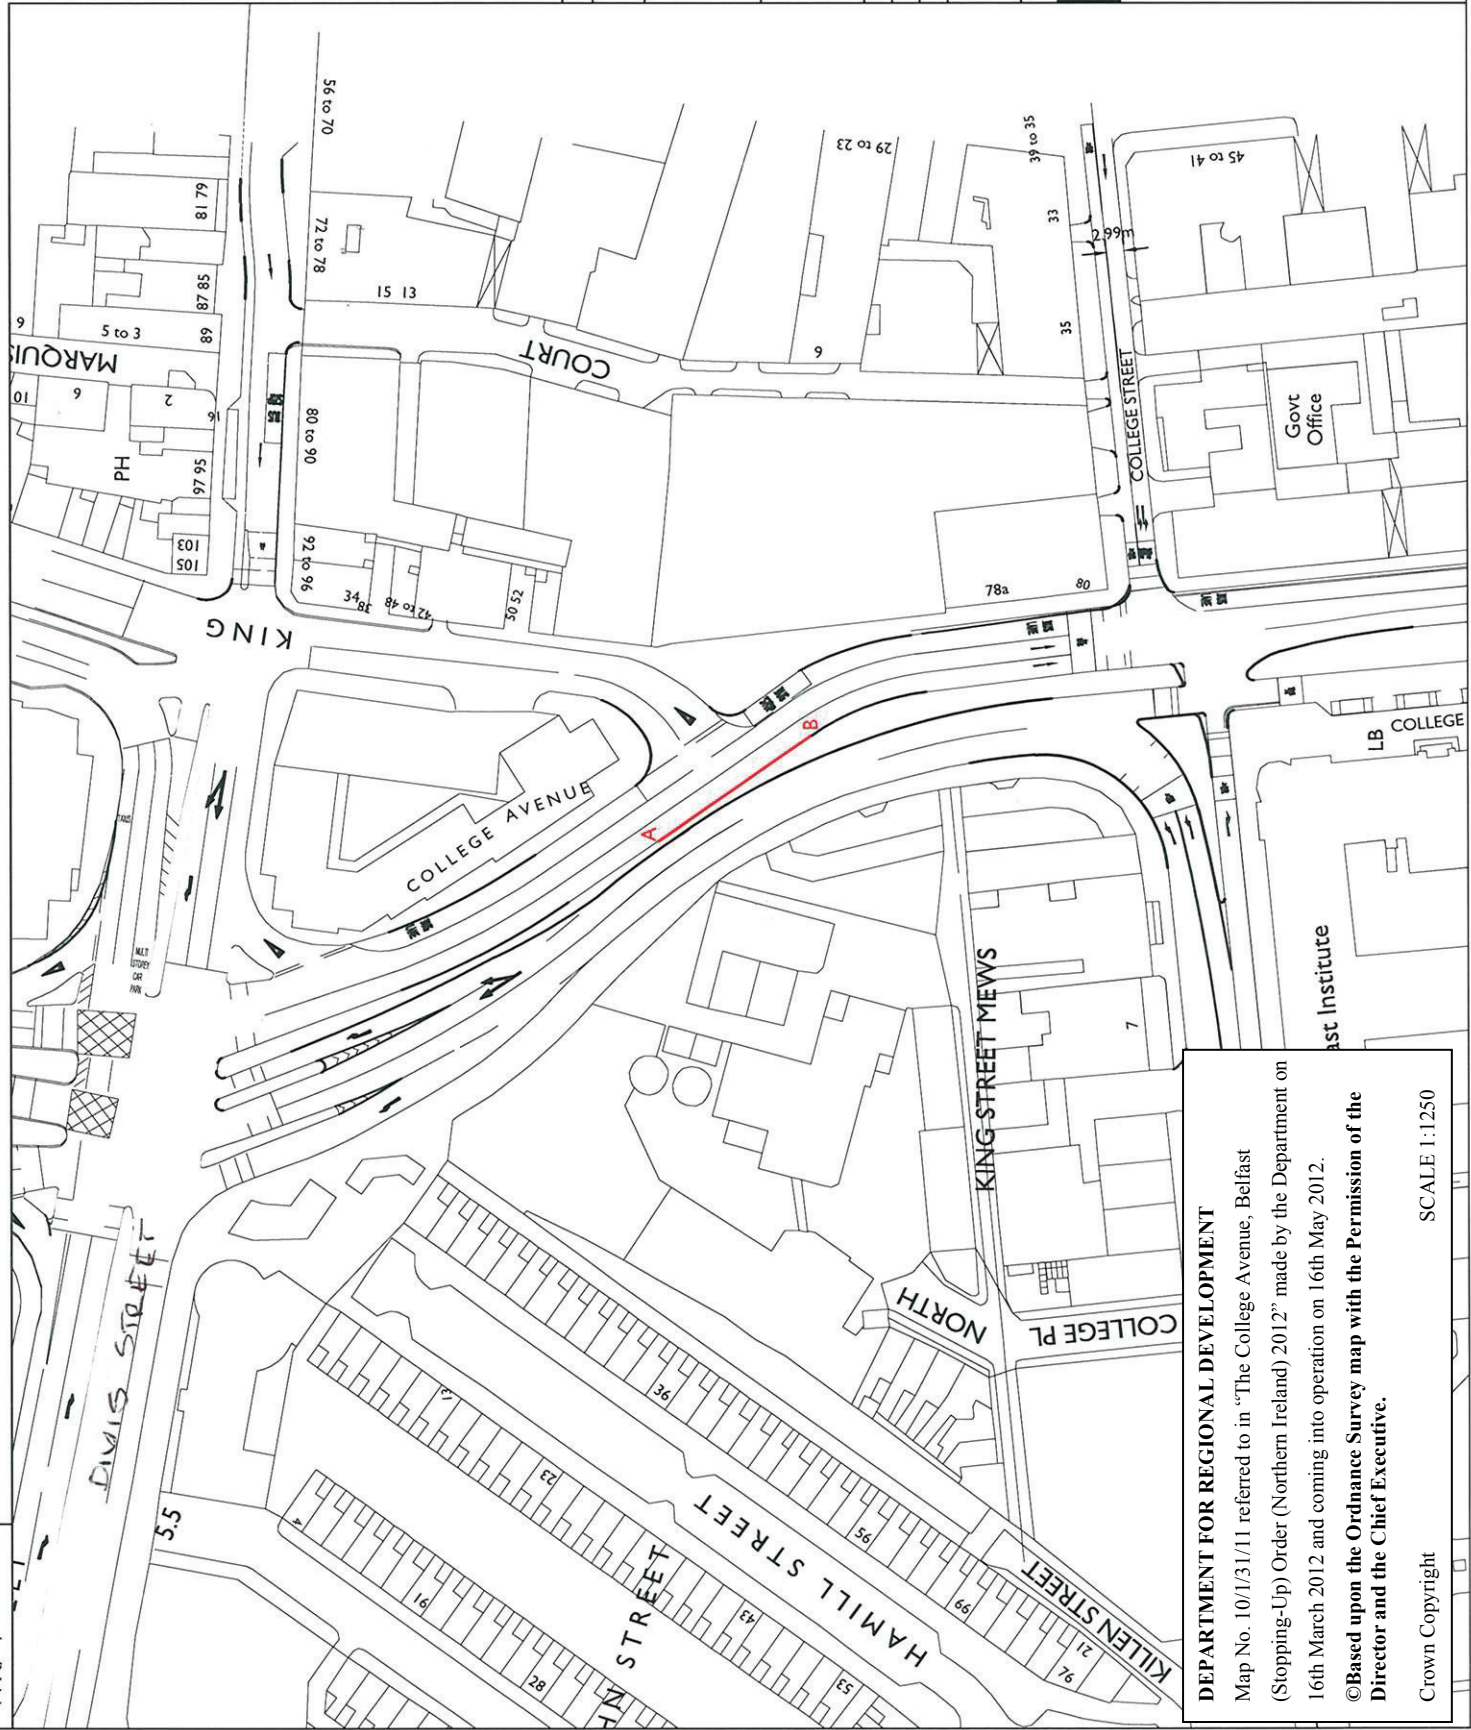 56 to 70
81 79
72 to 78
15 13
87 85
89
5 to 3
6
MARQUIS
10
6
2
16
PH
97 95
103
105
80 to 90
92 to 96
34
38
42 to 48
50 52
KING
COURT
29 to 23
9
39 to 35
33
35
2.99m
45 to 41
COLLEGE STREET
Govt
Office
78a
80
BUS
LANE
COLLEGE AVENUE
A
B
LB
COLLEGE
MULTI
STOREY
CAR
PARK
DIVIS STREET
5.5
KING STREET MEWS
7
ast Institute
NORTH
COLLEGE PL
HAMILL STREET
KILLEN STREET
HN STREET
4
16
28
13
23
43
53
36
56
66
76
21
DEPARTMENT FOR REGIONAL DEVELOPMENT
Map No. 10/1/31/11 referred to in “The College Avenue, Belfast
(Stopping-Up) Order (Northern Ireland) 2012” made by the Department on
16th March 2012 and coming into operation on 16th May 2012.
©Based upon the Ordnance Survey map with the Permission of the
Director and the Chief Executive.
Crown Copyright SCALE 1:1250